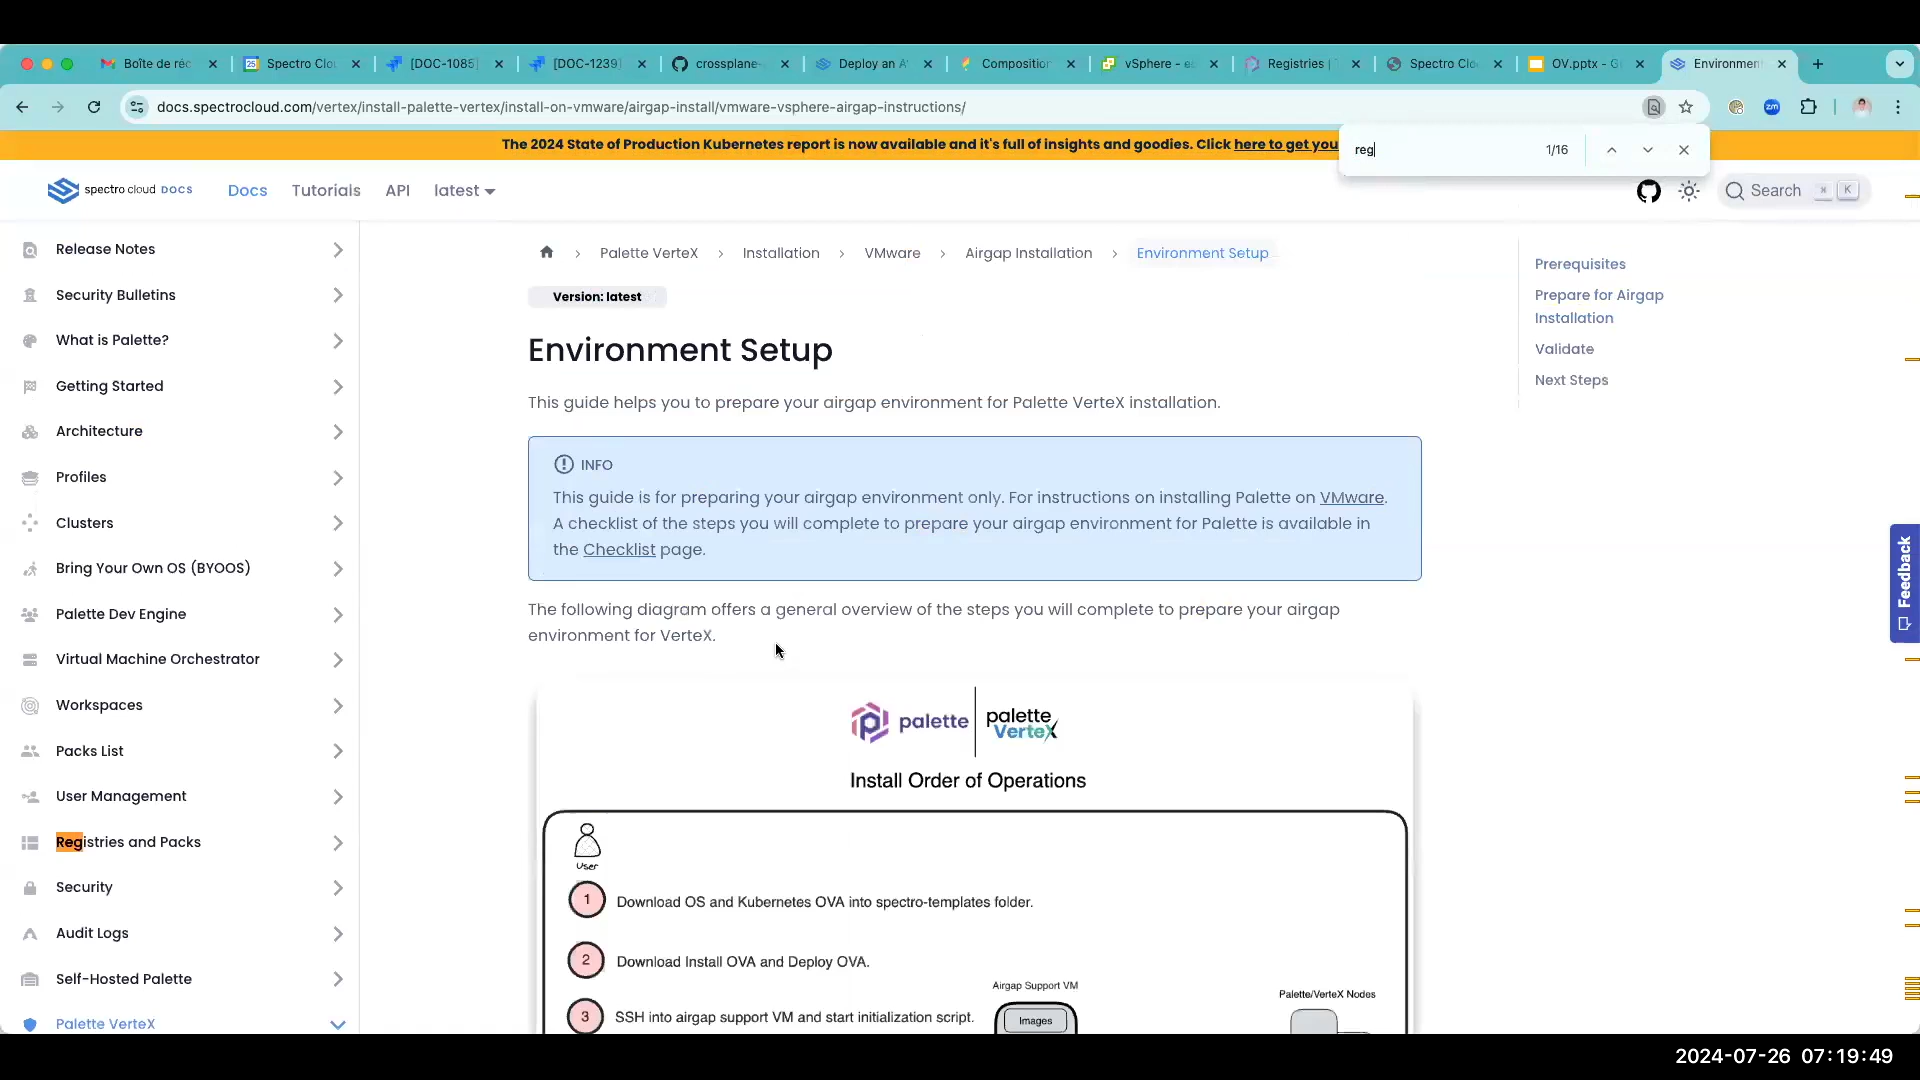 Boîte de réc
Spectro Clo
[DOC-1085]
[DOC-1239]
crossplane-
Deploy an A
Composition
vSphere - e
Registries |
Spectro Clo
OV.pptx - G
Environmen
docs.spectrocloud.com/vertex/install-palette-vertex/install-on-vmware/airgap-install/vmware-vsphere-airgap-instructions/
The 2024 State of Production Kubernetes report is now available and it's full of insights and goodies. Click here to get you
reg
1/16
spectro cloud DOCS
Docs
Tutorials
API
latest
Search
K
Release Notes
Security Bulletins
What is Palette?
Getting Started
Architecture
Profiles
Clusters
Bring Your Own OS (BYOOS)
Palette Dev Engine
Virtual Machine Orchestrator
Workspaces
Packs List
User Management
Registries and Packs
Security
Audit Logs
Self-Hosted Palette
Palette VerteX
Palette VerteX
Installation
VMware
Airgap Installation
Environment Setup
Version: latest
Environment Setup
This guide helps you to prepare your airgap environment for Palette VerteX installation.
INFO
This guide is for preparing your airgap environment only. For instructions on installing Palette on VMware.
A checklist of the steps you will complete to prepare your airgap environment for Palette is available in
the Checklist page.
The following diagram offers a general overview of the steps you will complete to prepare your airgap
environment for VerteX.
palette
palette
VerteX
Install Order of Operations
User
1 Download OS and Kubernetes OVA into spectro-templates folder.
2 Download Install OVA and Deploy OVA.
Airgap Support VM
Palette/VerteX Nodes
3 SSH into airgap support VM and start initialization script.
Images
Prerequisites
Prepare for Airgap
Installation
Validate
Next Steps
Feedback
2024-07-26 07:19:49